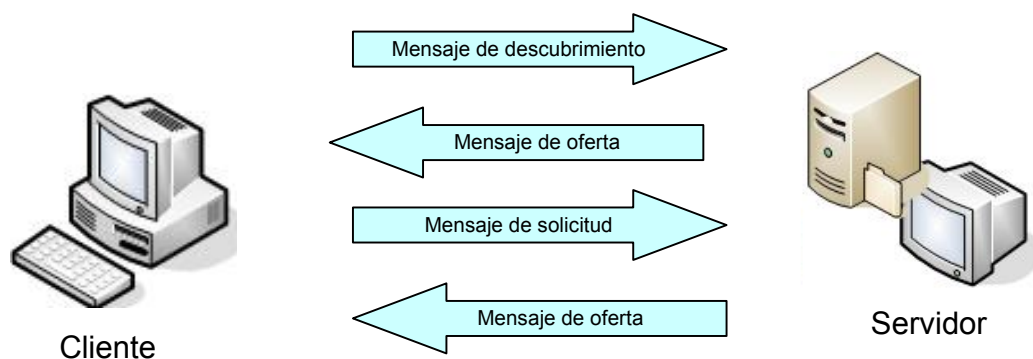 Mensaje de descubrimiento
Mensaje de oferta
Mensaje de solicitud
Mensaje de oferta
Cliente
Servidor